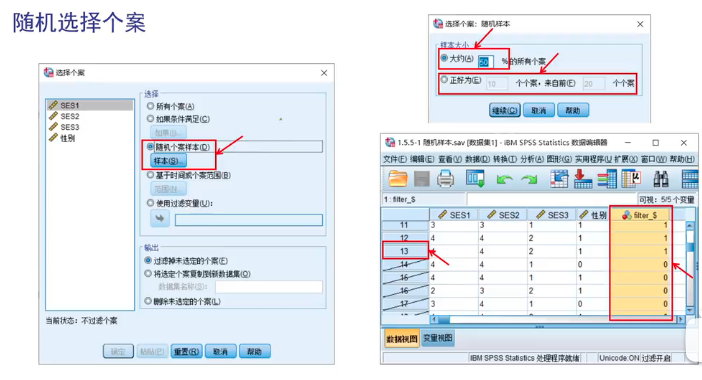 随机选择个案
选择个案
SES1
SES2
SES3
性别
选择
所有个案(A)
如果条件满足(C)
如果(I)...
随机个案样本(D)
样本(S)...
基于时间或个案范围(B)
范围(N)...
使用过滤变量(U):
输出
过滤掉未选定的个案(F)
将选定个案复制到新数据集(O)
数据集名称(S):
删除未选定的个案(L)
当前状态:不过滤个案
确定
粘贴(P)
重置(R)
取消
帮助
选择个案:随机样本
样本大小
大约(A)
%的所有个案
正好为(E)
10
个个案,来自前(F)
20
个个案
继续(C)
取消
帮助
1.5.5-1 随机样本.sav [数据集1] - IBM SPSS Statistics 数据编辑器
文件(F) 编辑(E) 查看(V) 数据(D) 转换(T) 分析(A) 图形(G) 实用程序(U) 扩展(X) 窗口(W) 帮助(H)
1 : filter_$
可视: 5/5 个变量
SES1 SES2 SES3 性别 filter_$
11 3 3 1 1 1
12 4 4 2 1 1
13 4 2 1 1
14 4 4 1 0 0
15 4 4 1 1 0
16 2 3 2 1 0
17 3 4 1 0 0
数据视图 变量视图
IBM SPSS Statistics 处理程序就绪
Unicode:ON 过滤开启